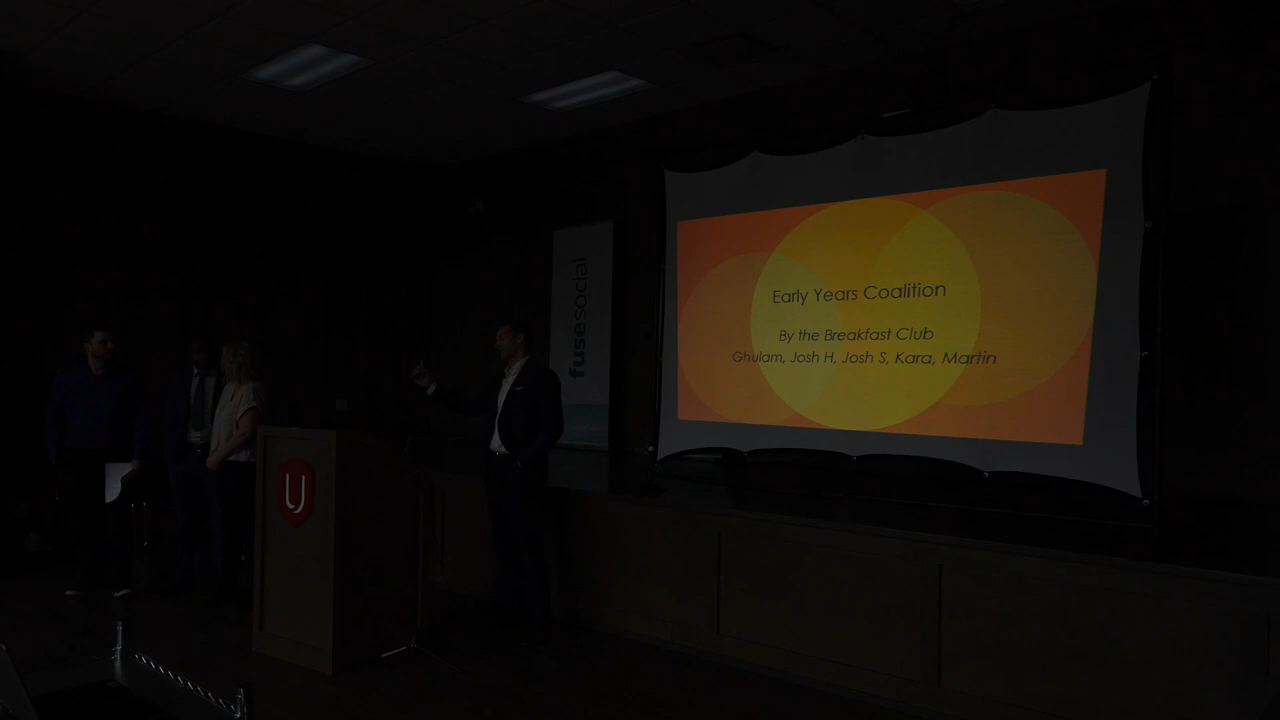 fusesocial
Early Years Coalition
By the Breakfast Club
Ghulam, Josh H, Josh S, Kara, Martin
U